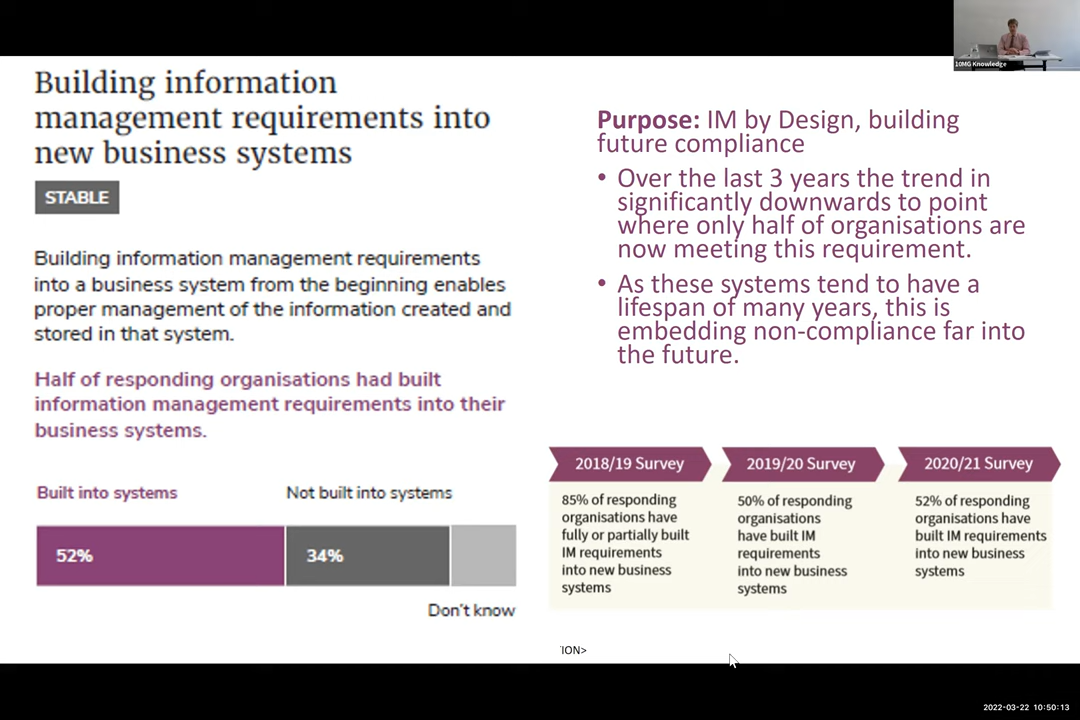 10MG Knowledge
Building information
management requirements into
new business systems
STABLE
Building information management requirements
into a business system from the beginning enables
proper management of the information created and
stored in that system.
Half of responding organisations had built
information management requirements into their
business systems.
Built into systems
Not built into systems
52%
34%
Don't know
Purpose: IM by Design, building
future compliance
• Over the last 3 years the trend in
significantly downwards to point
where only half of organisations are
now meeting this requirement.
• As these systems tend to have a
lifespan of many years, this is
embedding non-compliance far into
the future.
2018/19 Survey
85% of responding
organisations have
fully or partially built
IM requirements
into new business
systems
2019/20 Survey
50% of responding
organisations
have built IM
requirements
into new business
systems
2020/21 Survey
52% of responding
organisations have
built IM requirements
into new business
systems
TION>
2022-03-22 10:50:13